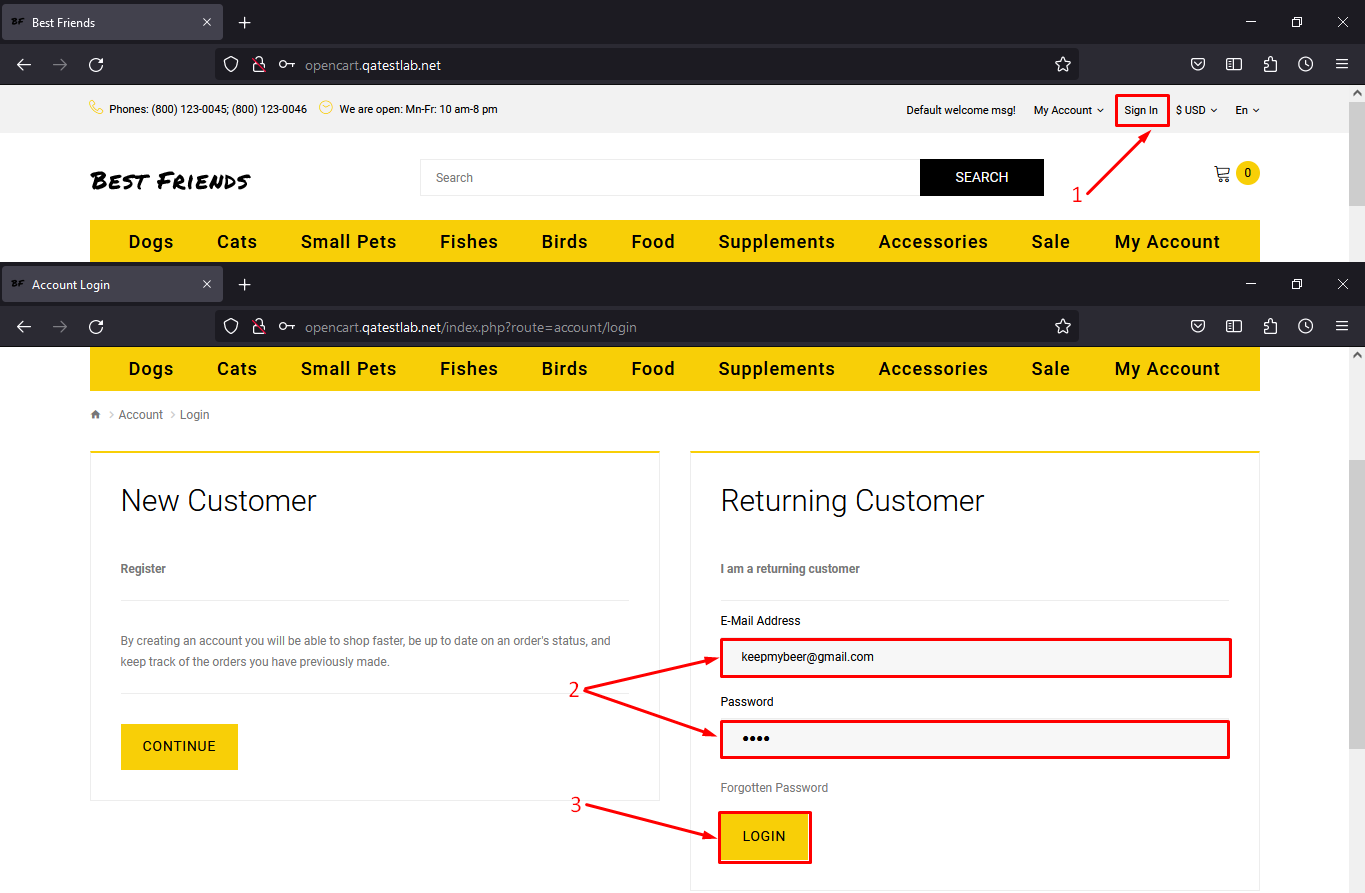 Best Friends
opencart.qatestlab.net
Phones: (800) 123-0045; (800) 123-0046 We are open: Mn-Fr: 10 am-8 pm Default welcome msg! My Account Sign In $ USD En
BEST FRIENDS Search SEARCH 0
1
Dogs Cats Small Pets Fishes Birds Food Supplements Accessories Sale My Account
BF Account Login
opencart.qatestlab.net/index.php?route=account/login
Dogs Cats Small Pets Fishes Birds Food Supplements Accessories Sale My Account
Account Login
New Customer
Register
By creating an account you will be able to shop faster, be up to date on an order's status, and
keep track of the orders you have previously made.
CONTINUE
Returning Customer
I am a returning customer
E-Mail Address
keepmybeer@gmail.com
2
Password
••••
Forgotten Password
3
LOGIN